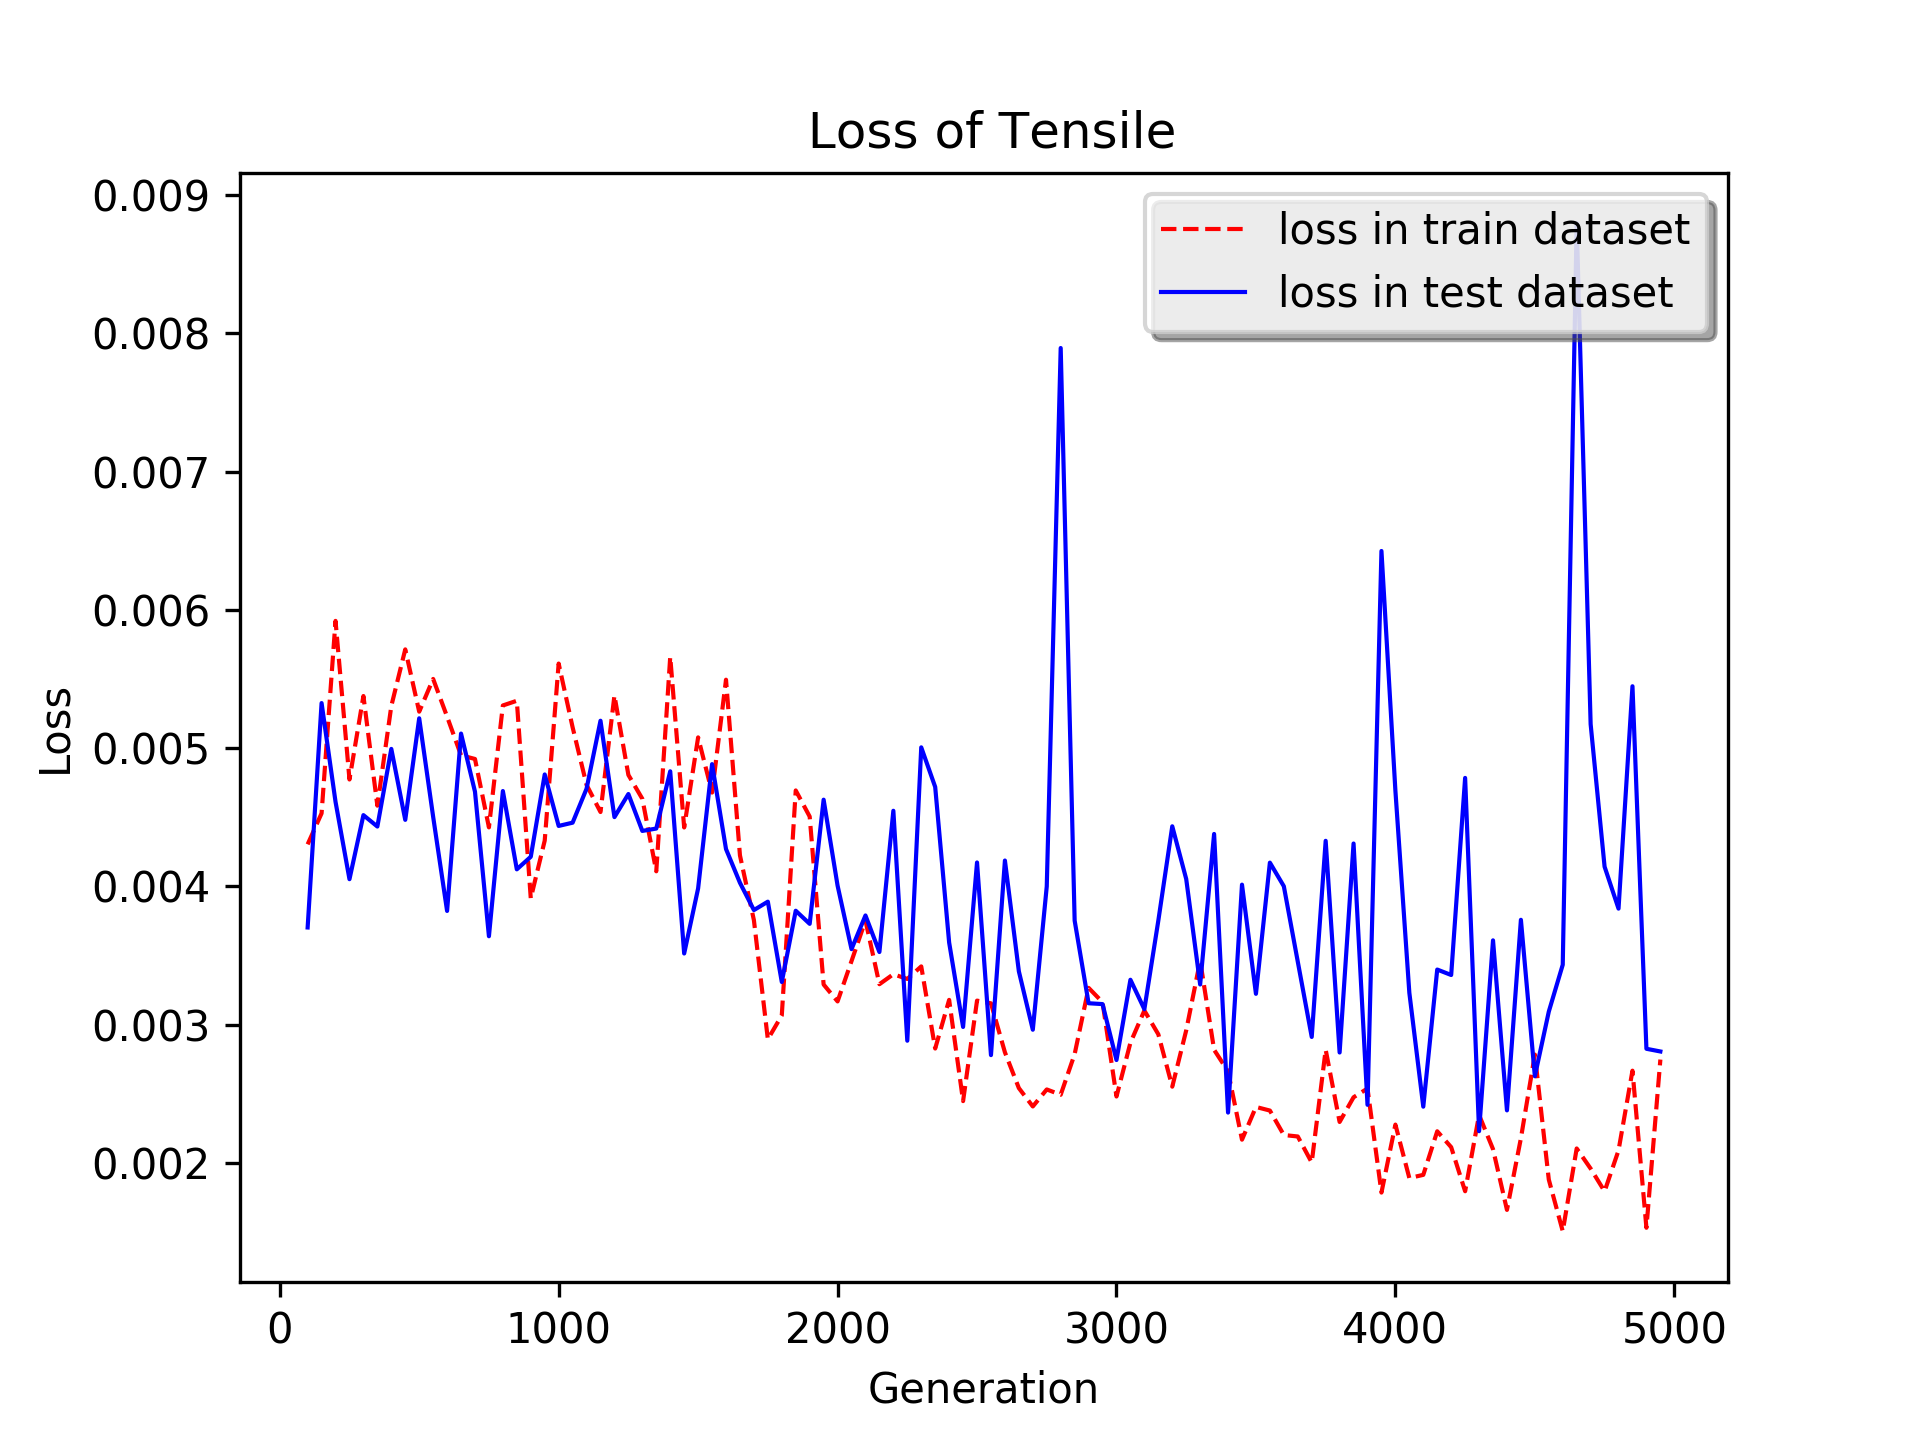 Loss of Tensile
0.009
0.008
0.007
0.006
0.005
0.004
0.003
0.002
Loss
loss in train dataset
loss in test dataset
0 1000 2000 3000 4000 5000
Generation